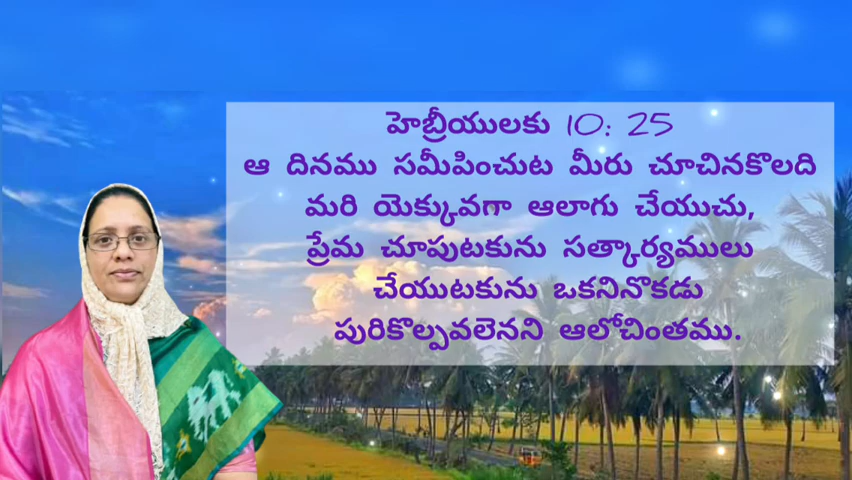 హెబ్రీయులకు 10: 25
ఆ దినము సమీపించుట మీరు చూచినకొలది
మరి యెక్కువగా ఆలాగు చేయుచు,
ప్రేమ చూపుటకును సత్కార్యములు
చేయుటకును ఒకనినొకడు
పురికొల్పవలెనని ఆలోచింతము.